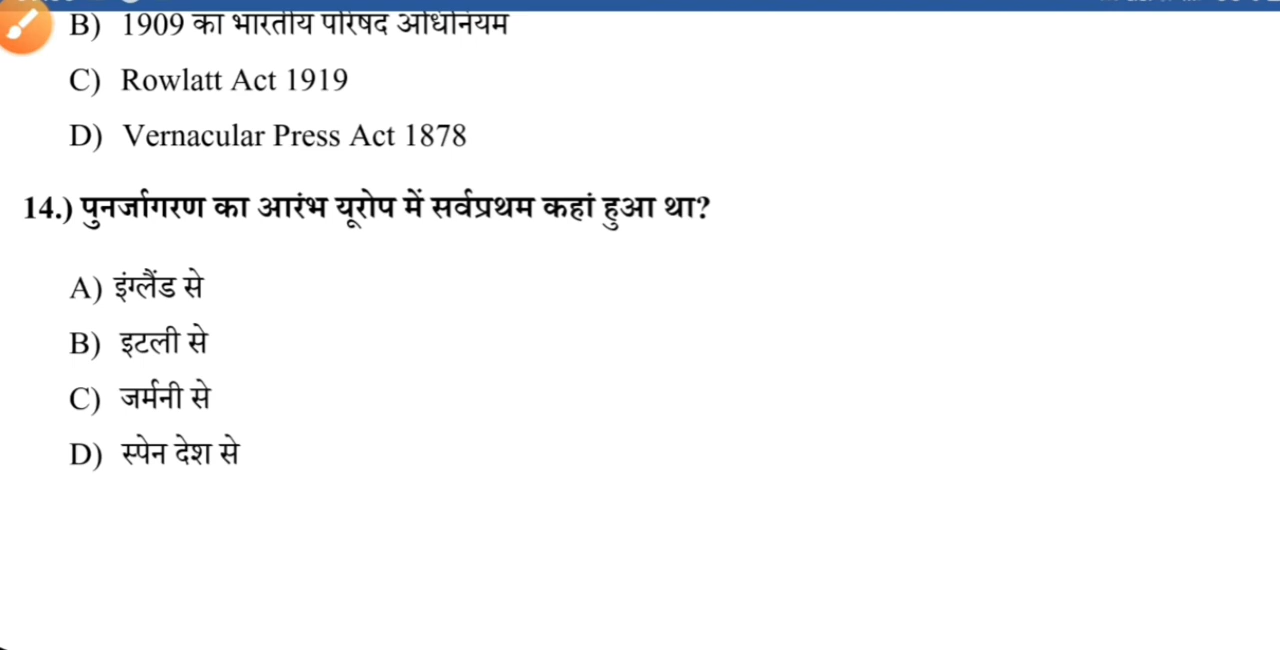 B) 1909 का भारतीय परिषद अधिनियम
C) Rowlatt Act 1919
D) Vernacular Press Act 1878
14.) पुनर्जागरण का आरंभ यूरोप में सर्वप्रथम कहां हुआ था?
A) इंग्लैंड से
B) इटली से
C) जर्मनी से
D) स्पेन देश से